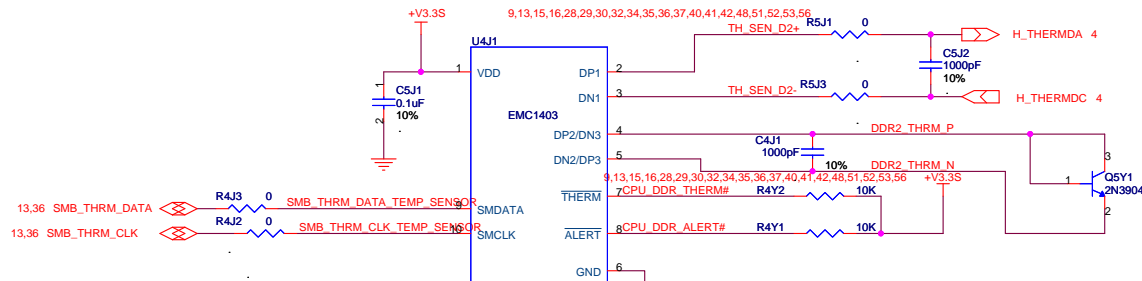 +V3.3S
9,13,15,16,28,29,30,32,34,35,36,37,40,41,42,48,51,52,53,56
U4J1
TH_SEN_D2+
R5J1
0
H_THERMDA 4
1
VDD
DP1
2
C5J2
1000pF
10%
C5J1
0.1uF
10%
1
2
DN1
3
TH_SEN_D2-
R5J3
0
H_THERMDC 4
EMC1403
DP2/DN3
4
DDR2_THRM_P
C4J1
1000pF
10%
DN2/DP3
5
DDR2_THRM_N
3
1
Q5Y1
2N3904
2
9,13,15,16,28,29,30,32,34,35,36,37,40,41,42,48,51,52,53,56
+V3.3S
THERM
7
CPU_DDR_THERM#
R4Y2
10K
13,36 SMB_THRM_DATA
R4J3
0
SMB_THRM_DATA_TEMP_SENSOR
9
SMDATA
13,36 SMB_THRM_CLK
R4J2
0
SMB_THRM_CLK_TEMP_SENSOR
10
SMCLK
ALERT
8
CPU_DDR_ALERT#
R4Y1
10K
GND
6